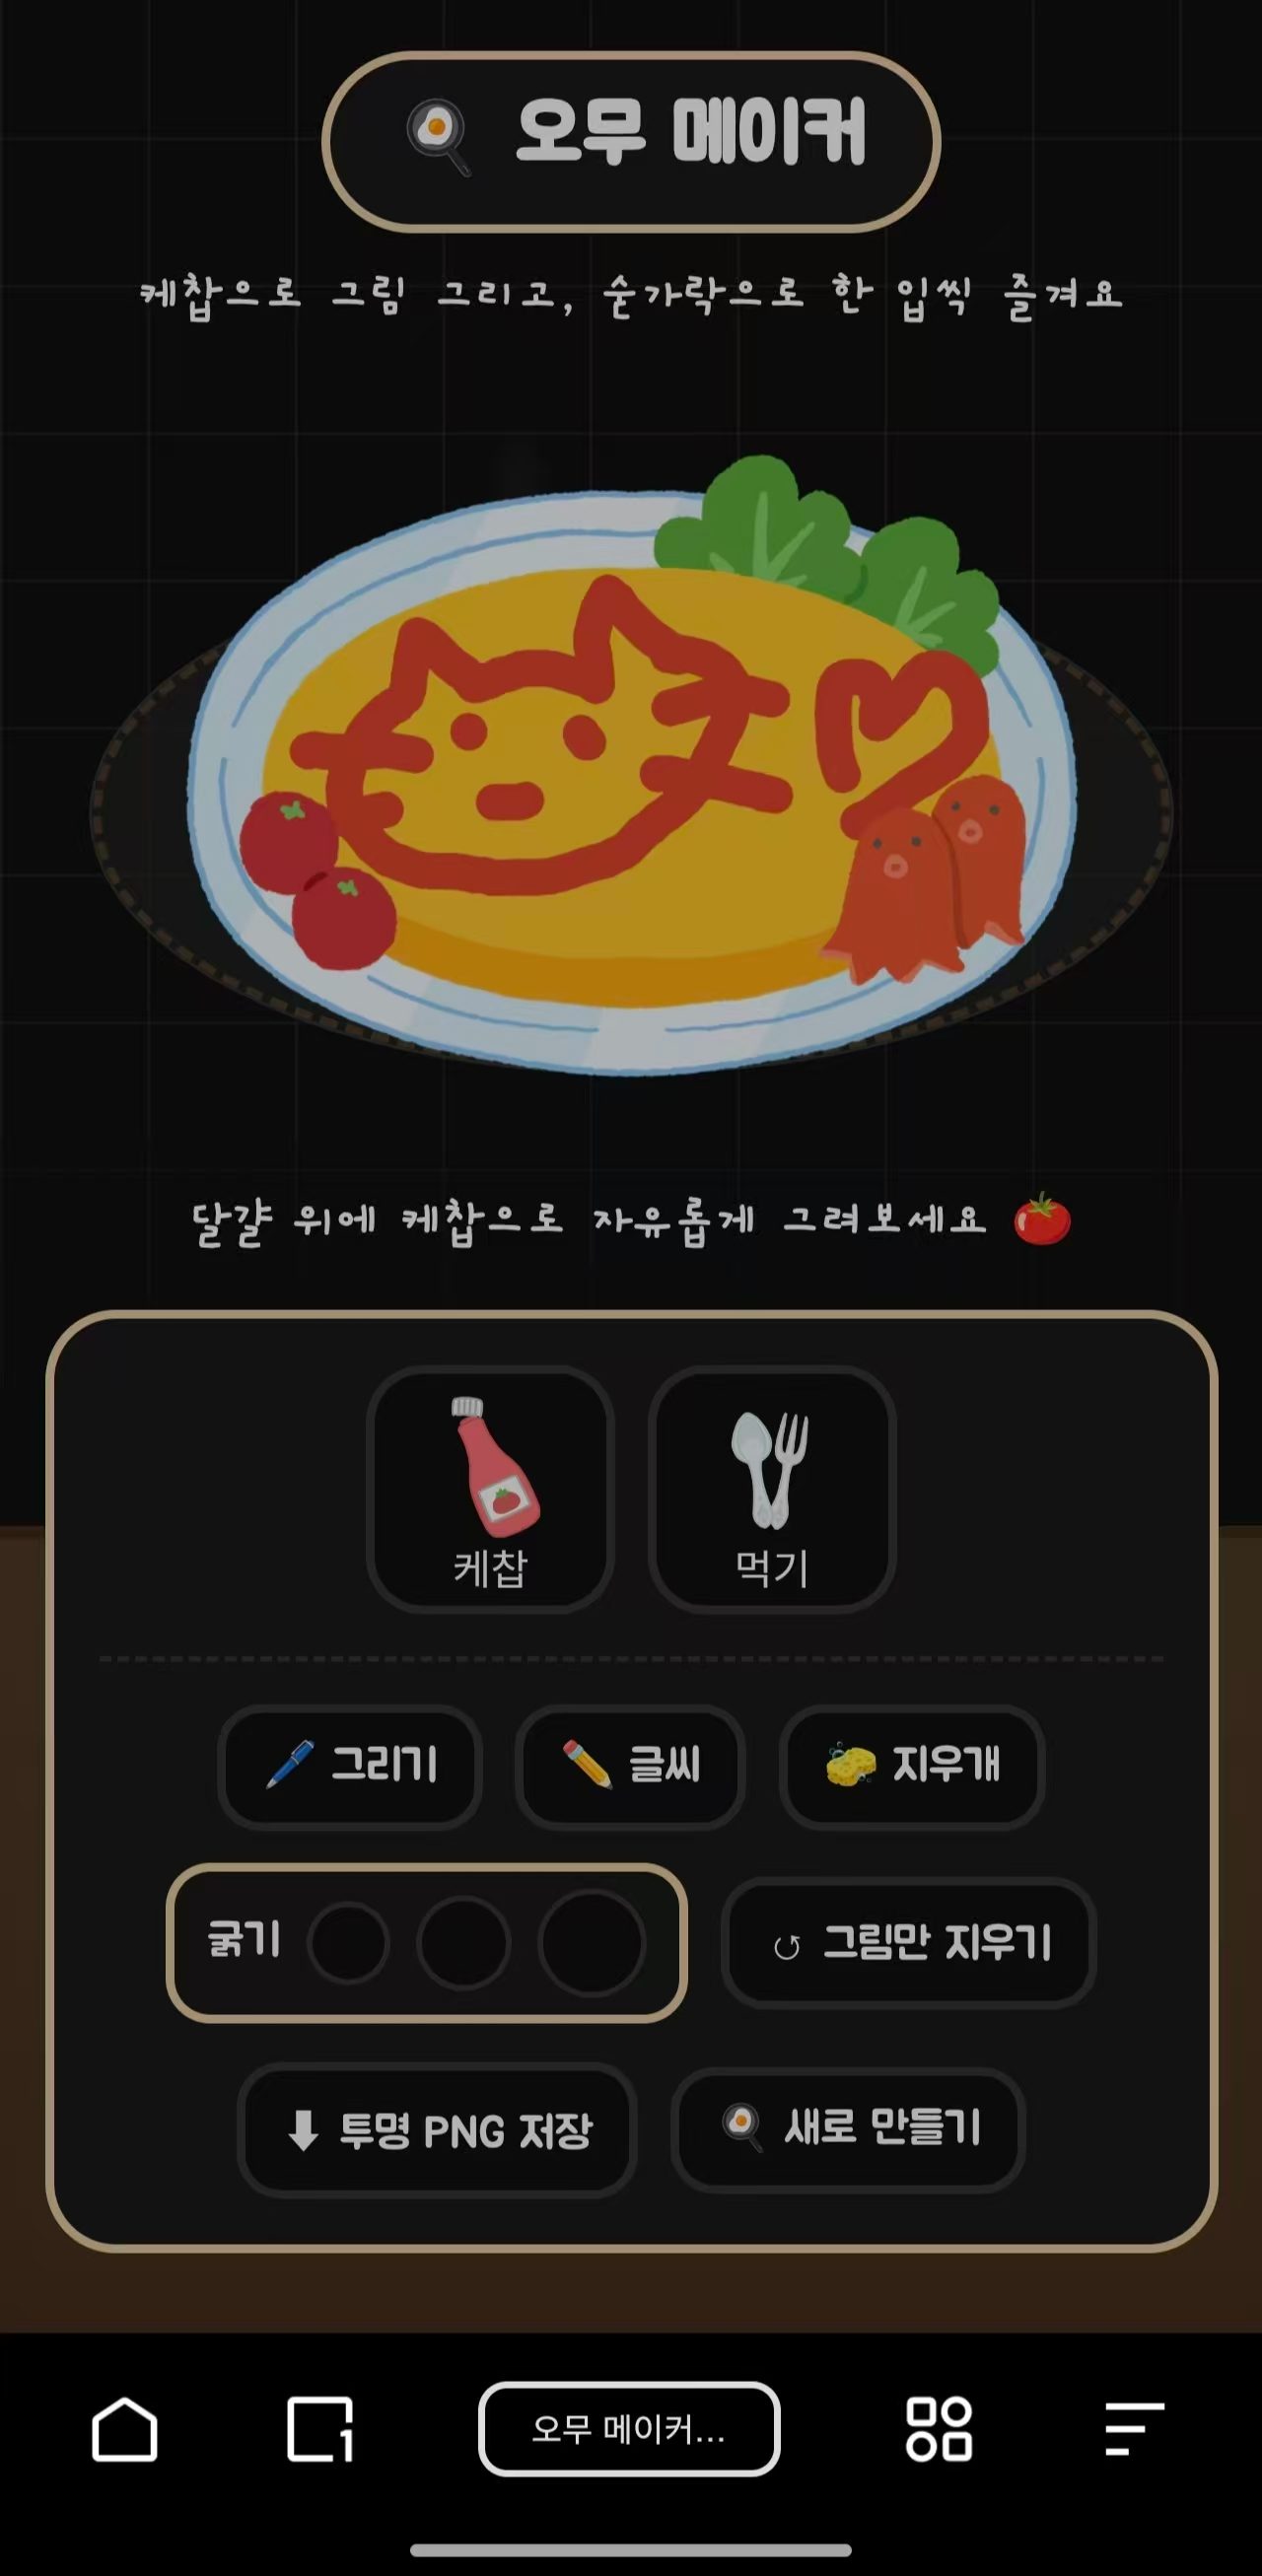 오무 메이커
케찹으로 그림 그리고, 숟가락으로 한 입씩 즐겨요
달걀 위에 케찹으로 자유롭게 그려보세요
케찹 먹기
그리기 글씨 지우개
굵기 그림만 지우기
투명 PNG 저장 새로 만들기
1 오무 메이커...